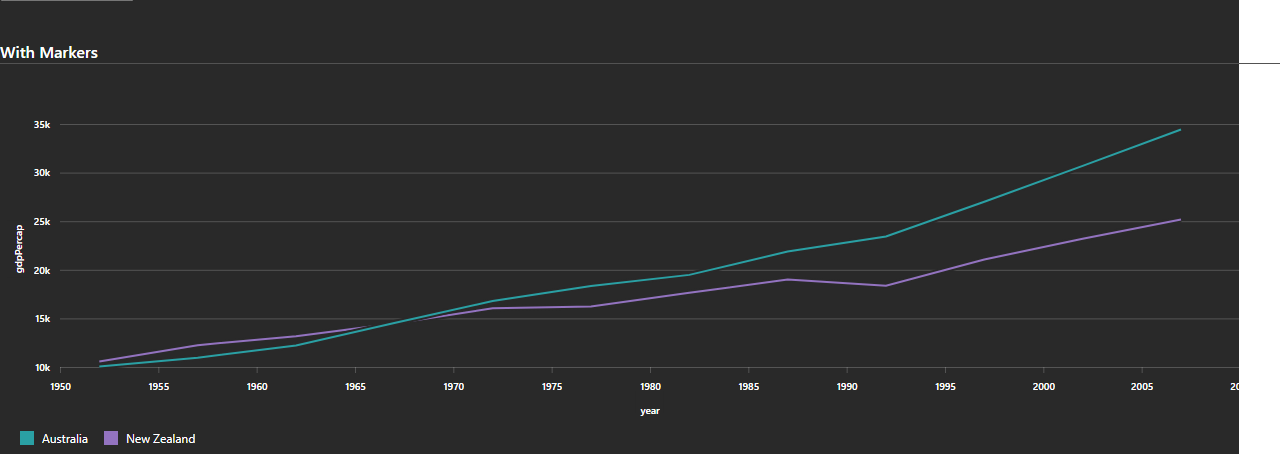 With Markers
35k
30k
25k
20k
15k
10k
gdpPercap
1950 1955 1960 1965 1970 1975 1980 1985 1990 1995 2000 2005
year
Australia New Zealand